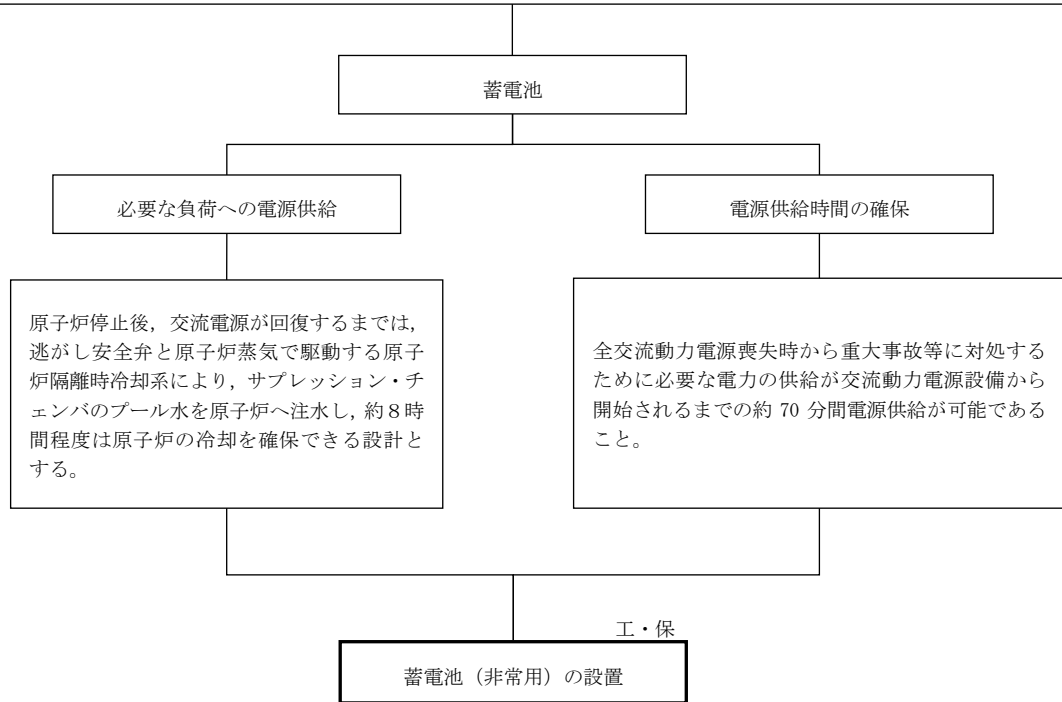 蓄電池
必要な負荷への電源供給
電源供給時間の確保
原子炉停止後，交流電源が回復するまでは，
逃がし安全弁と原子炉蒸気で駆動する原子
炉隔離時冷却系により，サプレッション・チ
ェンバのプール水を原子炉へ注水し，約８時
間程度は原子炉の冷却を確保できる設計と
する。
全交流動力電源喪失時から重大事故等に対処する
ために必要な電力の供給が交流動力電源設備から
開始されるまでの約 70 分間電源供給が可能である
こと。
工・保
蓄電池（非常用）の設置